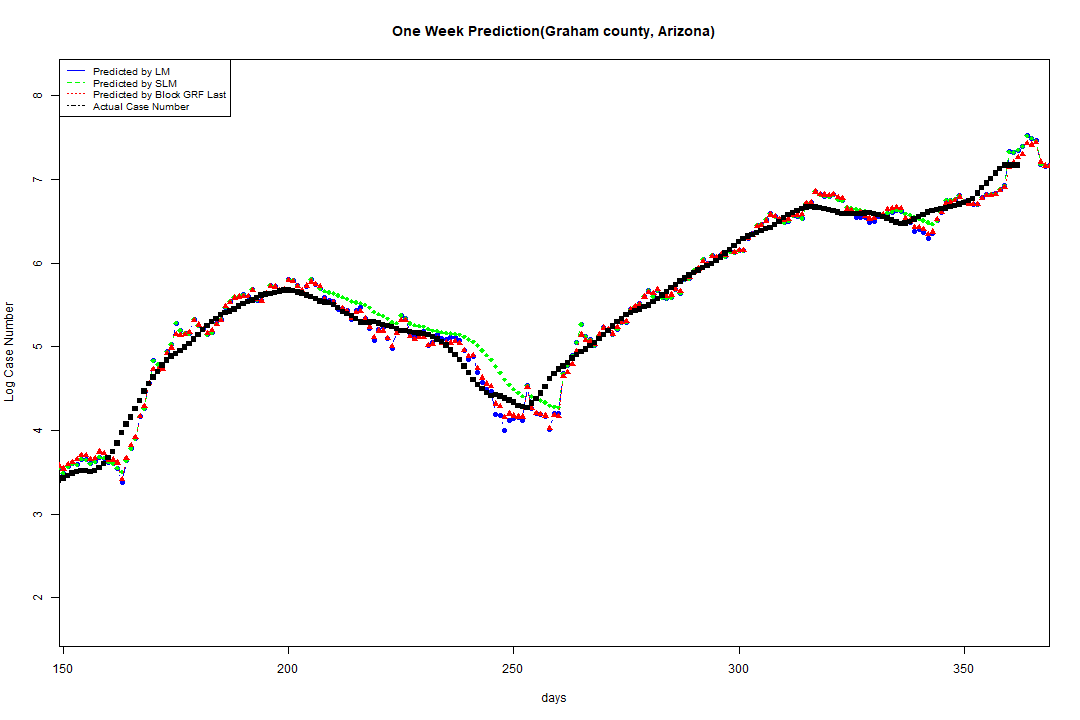 One Week Prediction(Graham county, Arizona)
Predicted by LM
Predicted by SLM
Predicted by Block GRF Last
Actual Case Number
8
7
6
5
4
3
2
Log Case Number
150 200 250 300 350
days